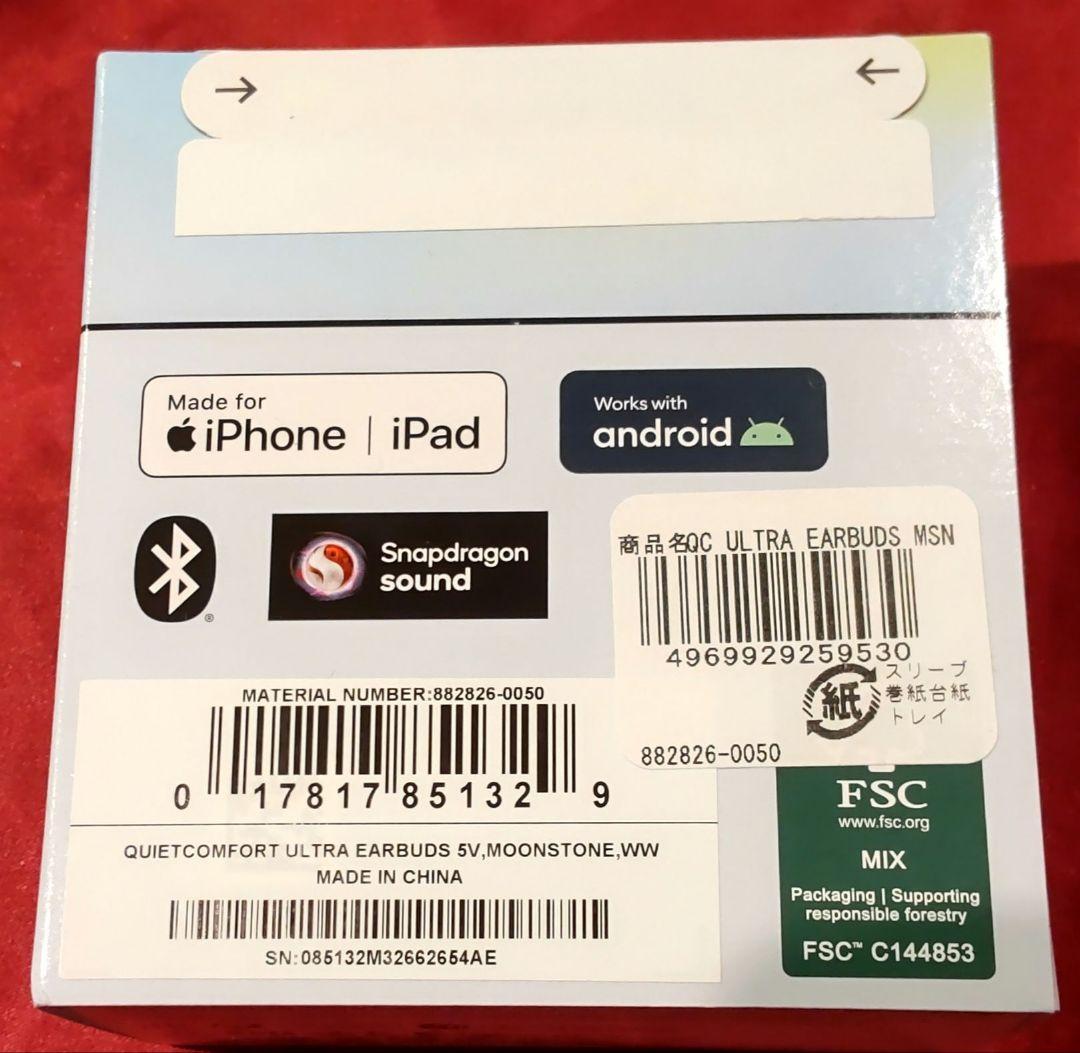 → ←
Made for
iPhone | iPad
Works with
android
Snapdragon
sound
®
商品名QC ULTRA EARBUDS MSN
4969929259530
紙
スリーブ
巻紙台紙
トレイ
882826-0050
MATERIAL NUMBER:882826-0050
0 17817 85132 9
QUIETCOMFORT ULTRA EARBUDS 5V,MOONSTONE,WW
MADE IN CHINA
SN:085132M32662654AE
FSC
www.fsc.org
MIX
Packaging | Supporting
responsible forestry
FSC™ C144853